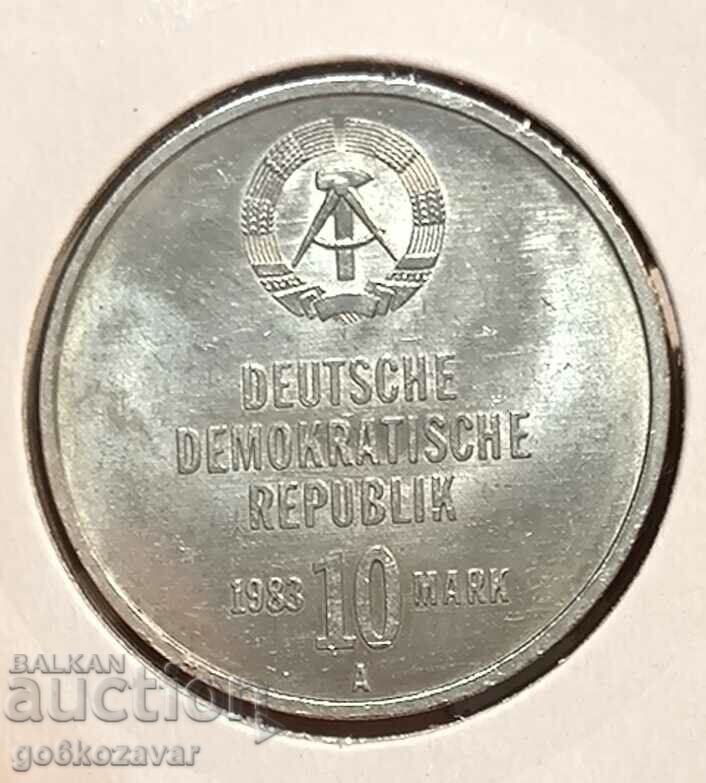 DEUTSCHE
DEMOKRATISCHE
REPUBLIK
1983 10 MARK
A
BALKAN
auction
go6kozavar